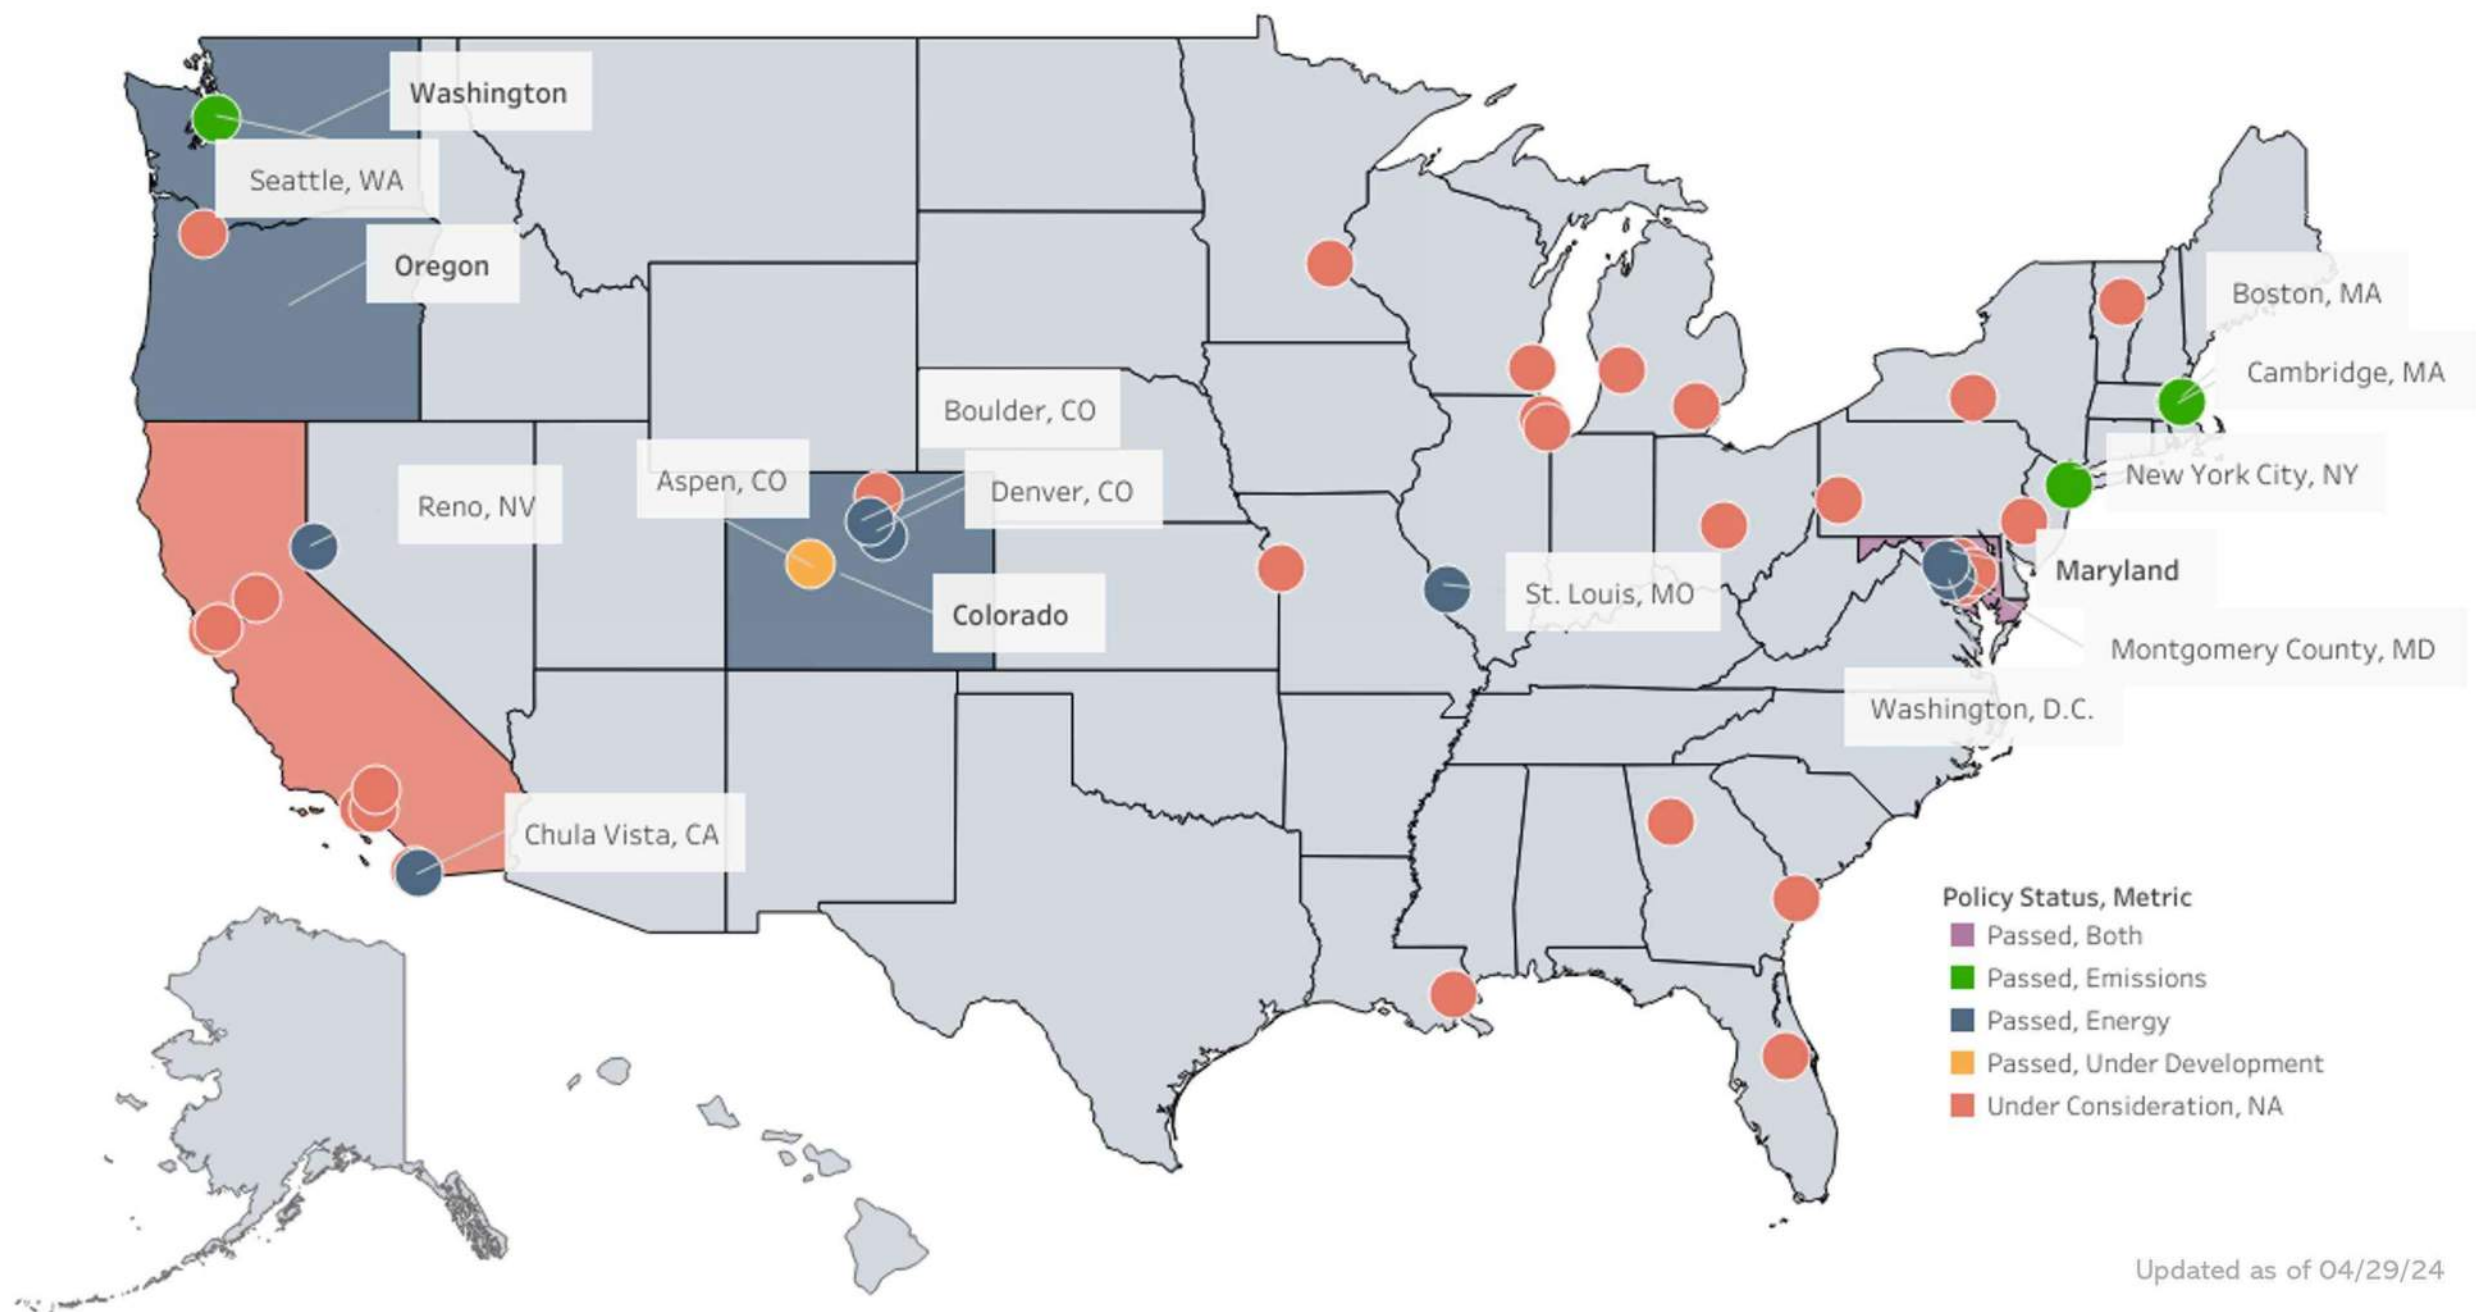 Washington
Seattle, WA
Oregon
Boston, MA
Cambridge, MA
Boulder, CO
Aspen, CO
Denver, CO
New York City, NY
Reno, NV
Maryland
St. Louis, MO
Colorado
Montgomery County, MD
Washington, D.C.
Chula Vista, CA
Policy Status, Metric
Passed, Both
Passed, Emissions
Passed, Energy
Passed, Under Development
Under Consideration, NA
Updated as of 04/29/24